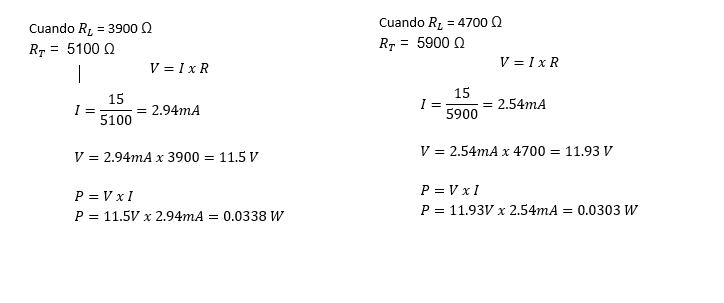 Cuando R_L = 3900 Ω
R_T = 5100 Ω
V = I x R
I = 15/5100 = 2.94mA
V = 2.94mA x 3900 = 11.5 V
P = V x I
P = 11.5V x 2.94mA = 0.0338 W
Cuando R_L = 4700 Ω
R_T = 5900 Ω
V = I x R
I = 15/5900 = 2.54mA
V = 2.54mA x 4700 = 11.93 V
P = V x I
P = 11.93V x 2.54mA = 0.0303 W